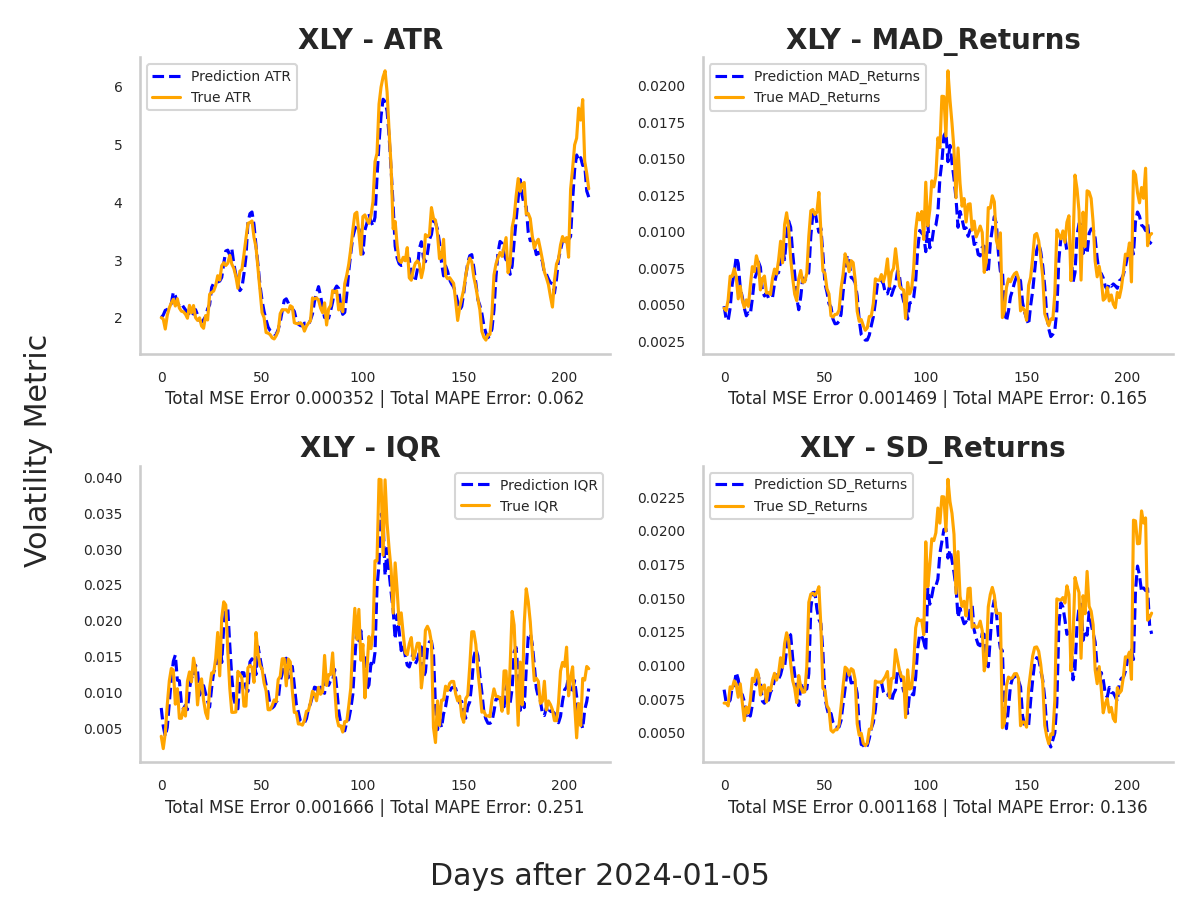 XLY - ATR
Prediction ATR
True ATR
6
5
4
3
2
0 50 100 150 200
Total MSE Error 0.000352 | Total MAPE Error: 0.062
XLY - MAD_Returns
Prediction MAD_Returns
True MAD_Returns
0.0200
0.0175
0.0150
0.0125
0.0100
0.0075
0.0050
0.0025
0 50 100 150 200
Total MSE Error 0.001469 | Total MAPE Error: 0.165
Volatility Metric
XLY - IQR
Prediction IQR
True IQR
0.040
0.035
0.030
0.025
0.020
0.015
0.010
0.005
0 50 100 150 200
Total MSE Error 0.001666 | Total MAPE Error: 0.251
XLY - SD_Returns
Prediction SD_Returns
True SD_Returns
0.0225
0.0200
0.0175
0.0150
0.0125
0.0100
0.0075
0.0050
0 50 100 150 200
Total MSE Error 0.001168 | Total MAPE Error: 0.136
Days after 2024-01-05